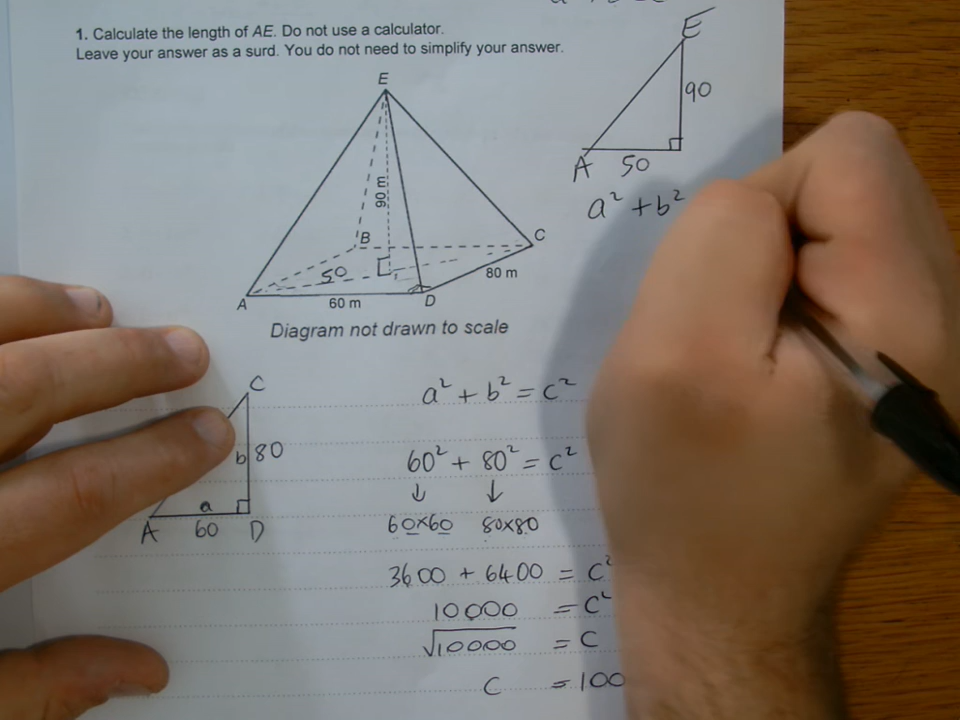 1. Calculate the length of AE. Do not use a calculator.
Leave your answer as a surd. You do not need to simplify your answer.
E
90 m
B
C
50
80 m
A
60 m
D
Diagram not drawn to scale
E
90
A
50
a² + b²
C
b
80
a
A
60
D
a² + b² = c²
60² + 80² = c²
↓ ↓
60×60 80×80
3600 + 6400 = c²
10000 = c²
√10000 = c
c = 100